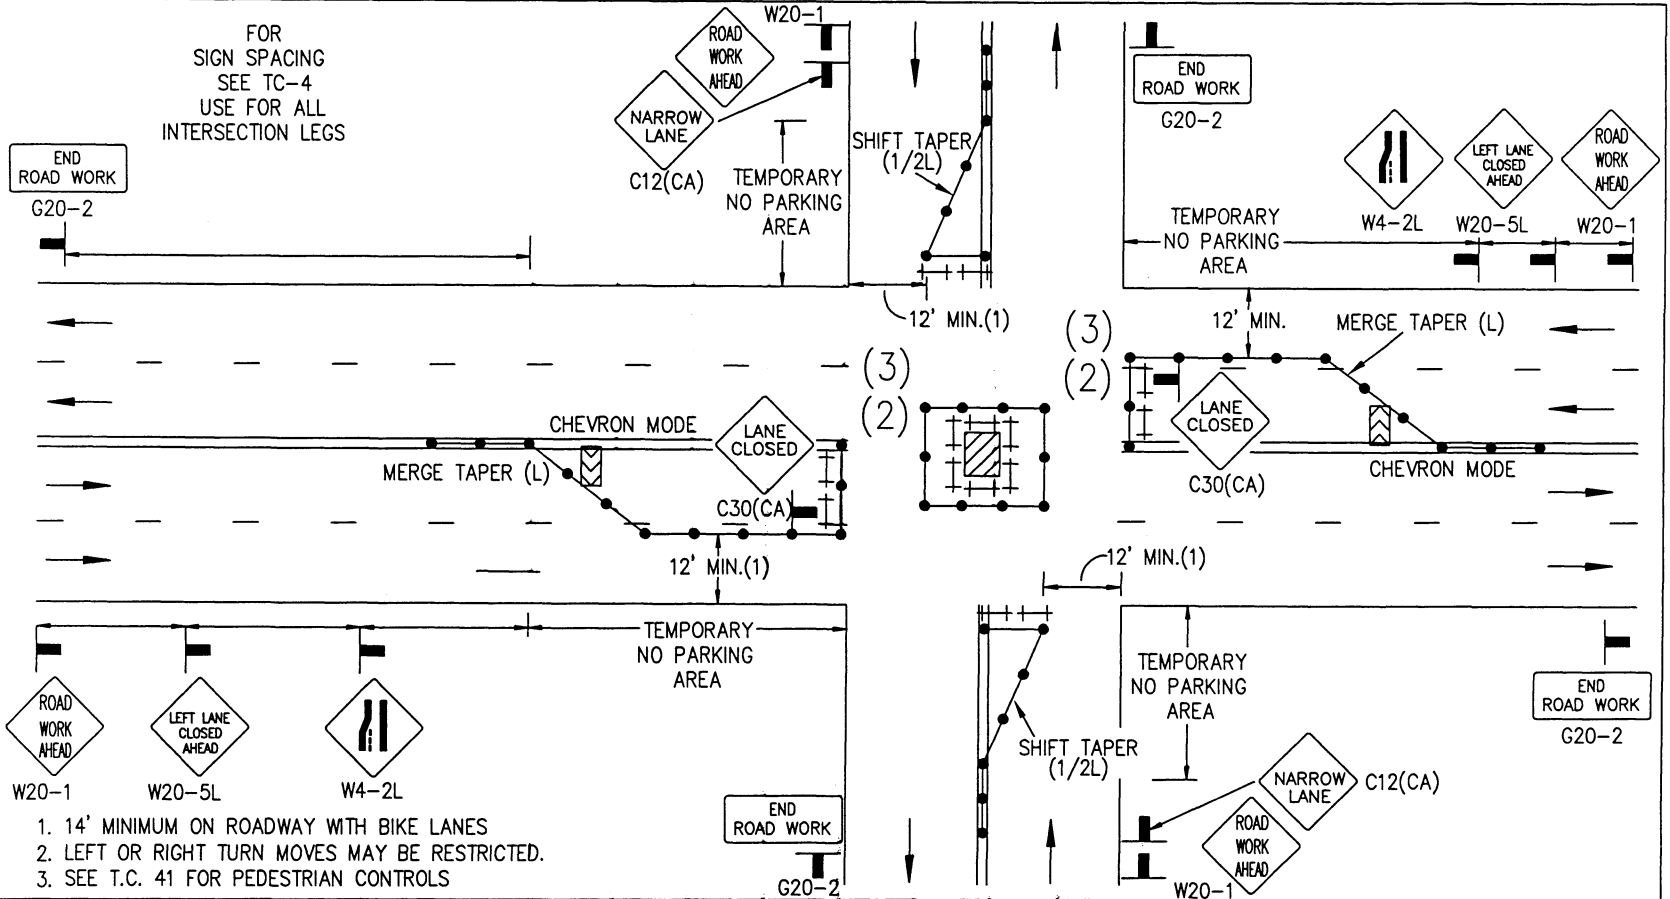 FOR
SIGN SPACING
SEE TC-4
USE FOR ALL
INTERSECTION LEGS
END
ROAD WORK
G20-2
W20-1
ROAD
WORK
AHEAD
NARROW
LANE
C12(CA)
TEMPORARY
NO PARKING
AREA
SHIFT TAPER
(1/2L)
12' MIN.(1)
END
ROAD WORK
G20-2
W4-2L
LEFT LANE
CLOSED
AHEAD
W20-5L
ROAD
WORK
AHEAD
W20-1
TEMPORARY
NO PARKING
AREA
12' MIN.
MERGE TAPER (L)
(3)
(2)
LANE
CLOSED
C30(CA)
CHEVRON MODE
(3)
(2)
CHEVRON MODE
MERGE TAPER (L)
LANE
CLOSED
C30(CA)
12' MIN.(1)
12' MIN.(1)
TEMPORARY
NO PARKING
AREA
ROAD
WORK
AHEAD
W20-1
LEFT LANE
CLOSED
AHEAD
W20-5L
W4-2L
SHIFT TAPER
(1/2L)
TEMPORARY
NO PARKING
AREA
END
ROAD WORK
G20-2
NARROW
LANE
C12(CA)
ROAD
WORK
AHEAD
W20-1
END
ROAD WORK
G20-2
1. 14' MINIMUM ON ROADWAY WITH BIKE LANES
2. LEFT OR RIGHT TURN MOVES MAY BE RESTRICTED.
3. SEE T.C. 41 FOR PEDESTRIAN CONTROLS